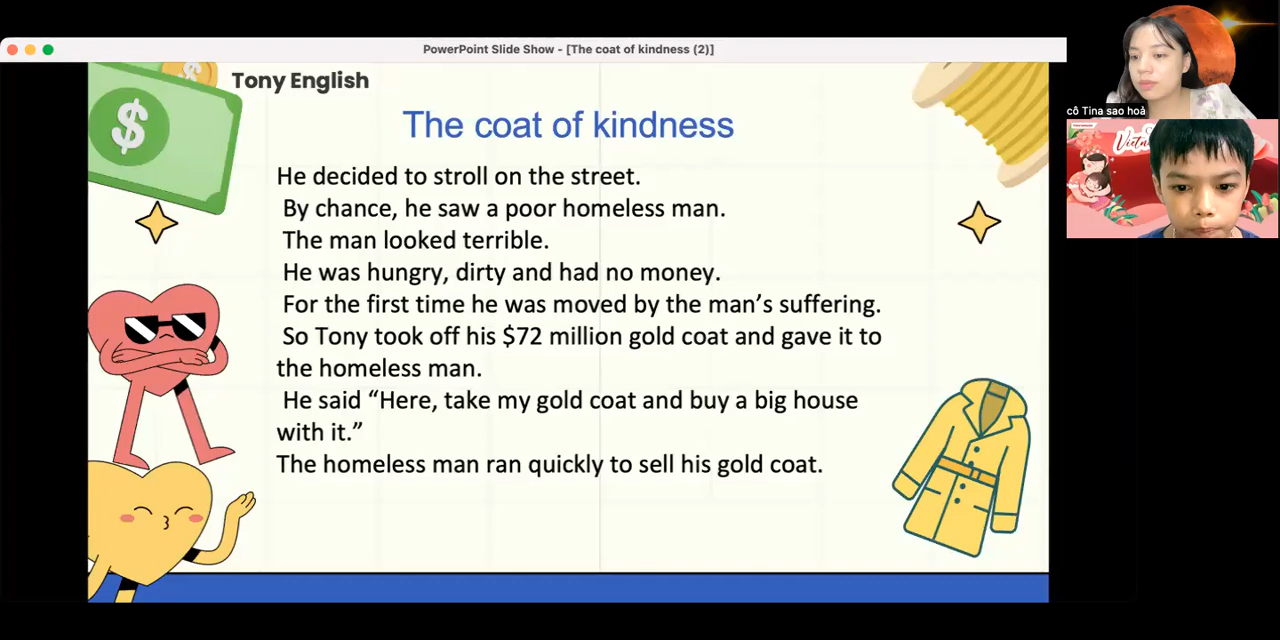 PowerPoint Slide Show - [The coat of kindness (2)]
Tony English
The coat of kindness
He decided to stroll on the street.
By chance, he saw a poor homeless man.
The man looked terrible.
He was hungry, dirty and had no money.
For the first time he was moved by the man’s suffering.
So Tony took off his $72 million gold coat and gave it to
the homeless man.
He said “Here, take my gold coat and buy a big house
with it.”
The homeless man ran quickly to sell his gold coat.
$
$
cô Tina sao hoả